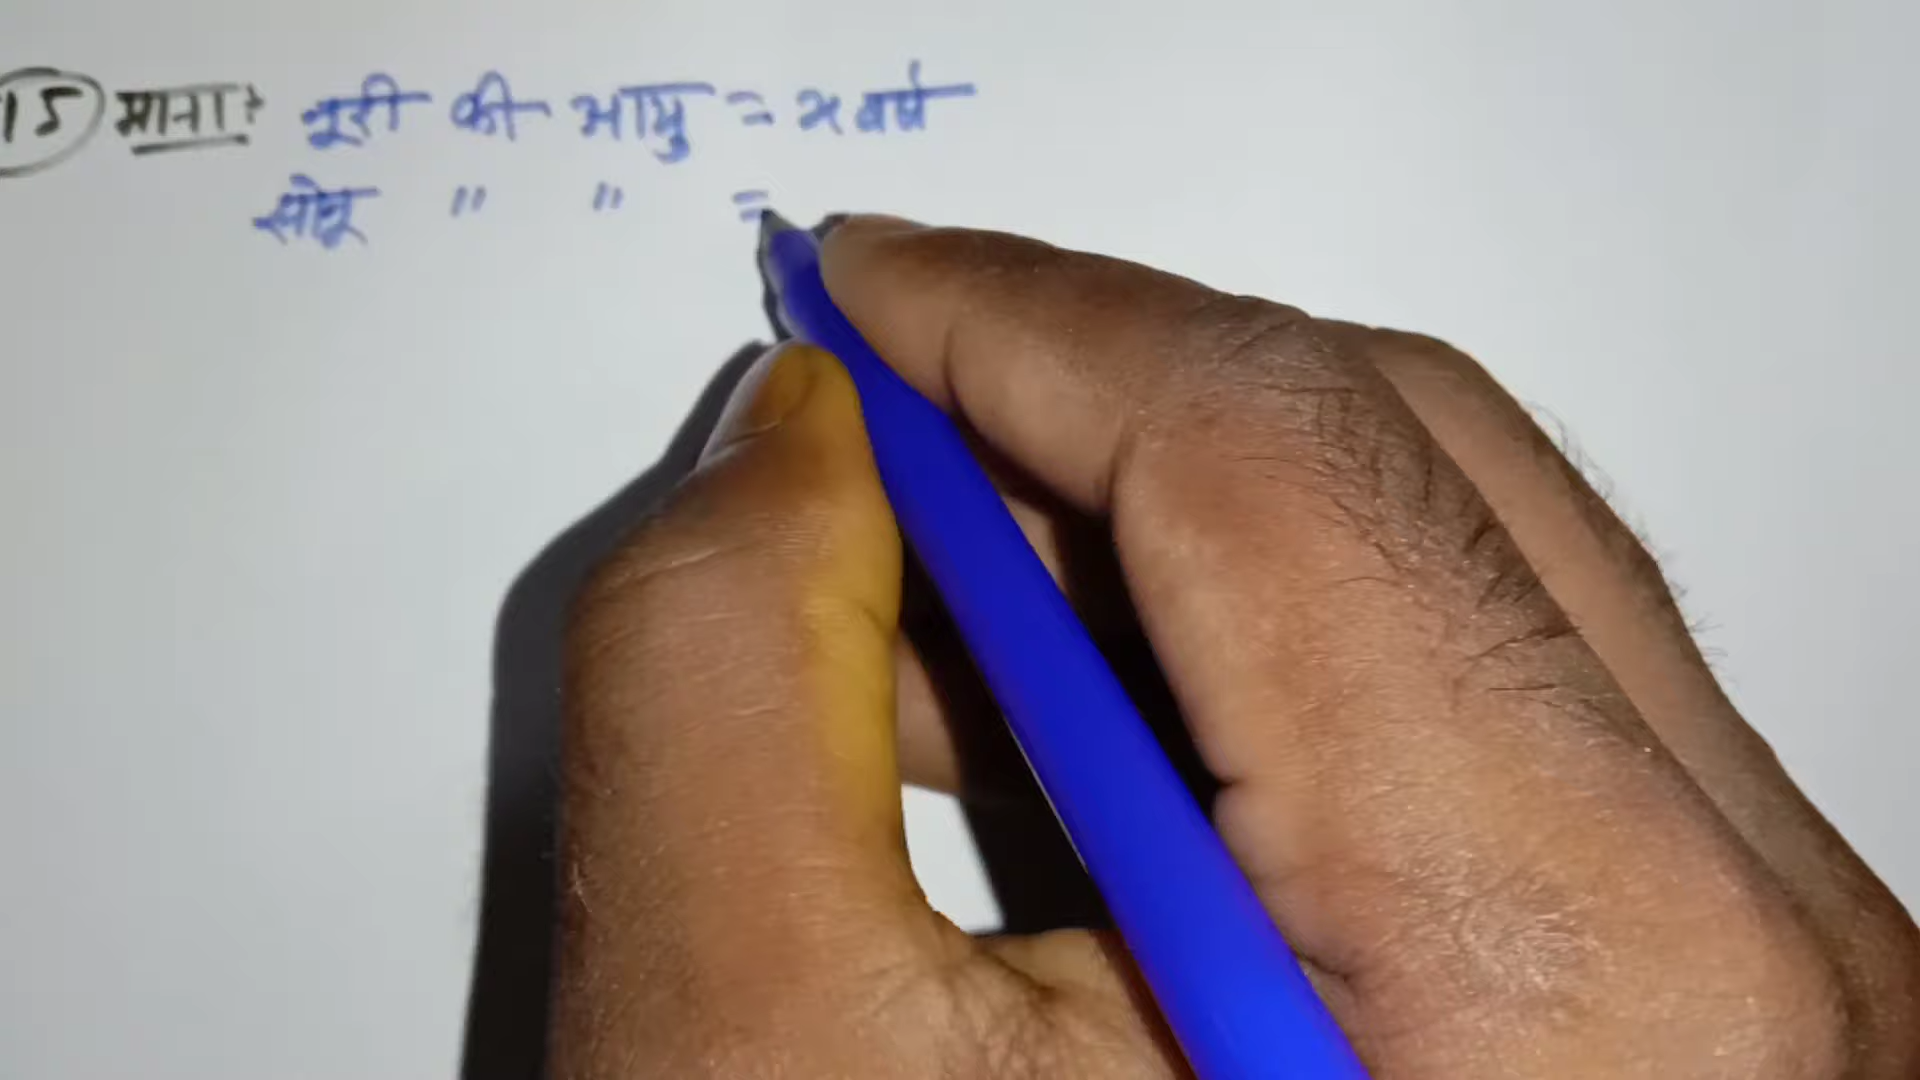 15 माना: नूरी की आयु = x वर्ष
सोनू " " =